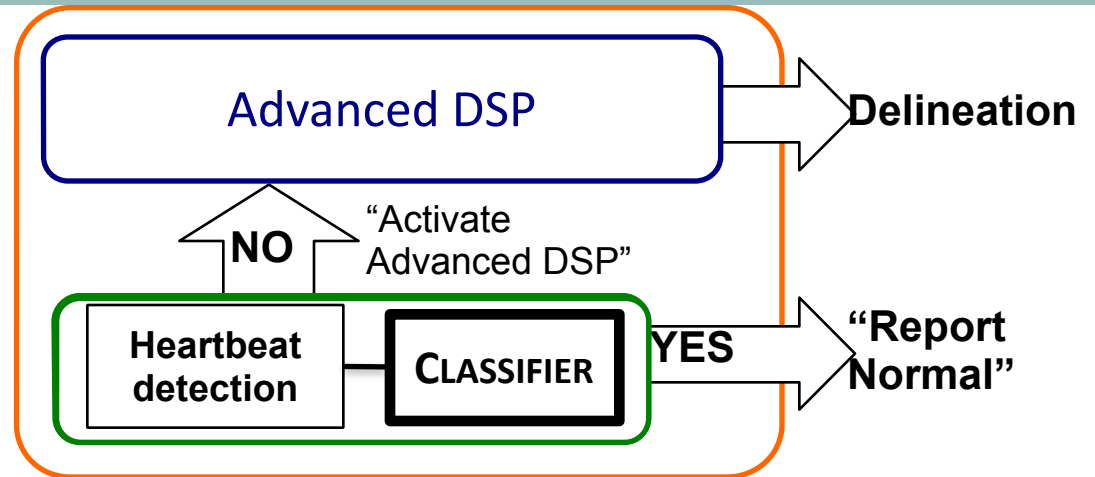 Advanced DSP
Delineation
NO
“Activate
Advanced DSP”
Heartbeat
detection
CLASSIFIER
YES
“Report
Normal”